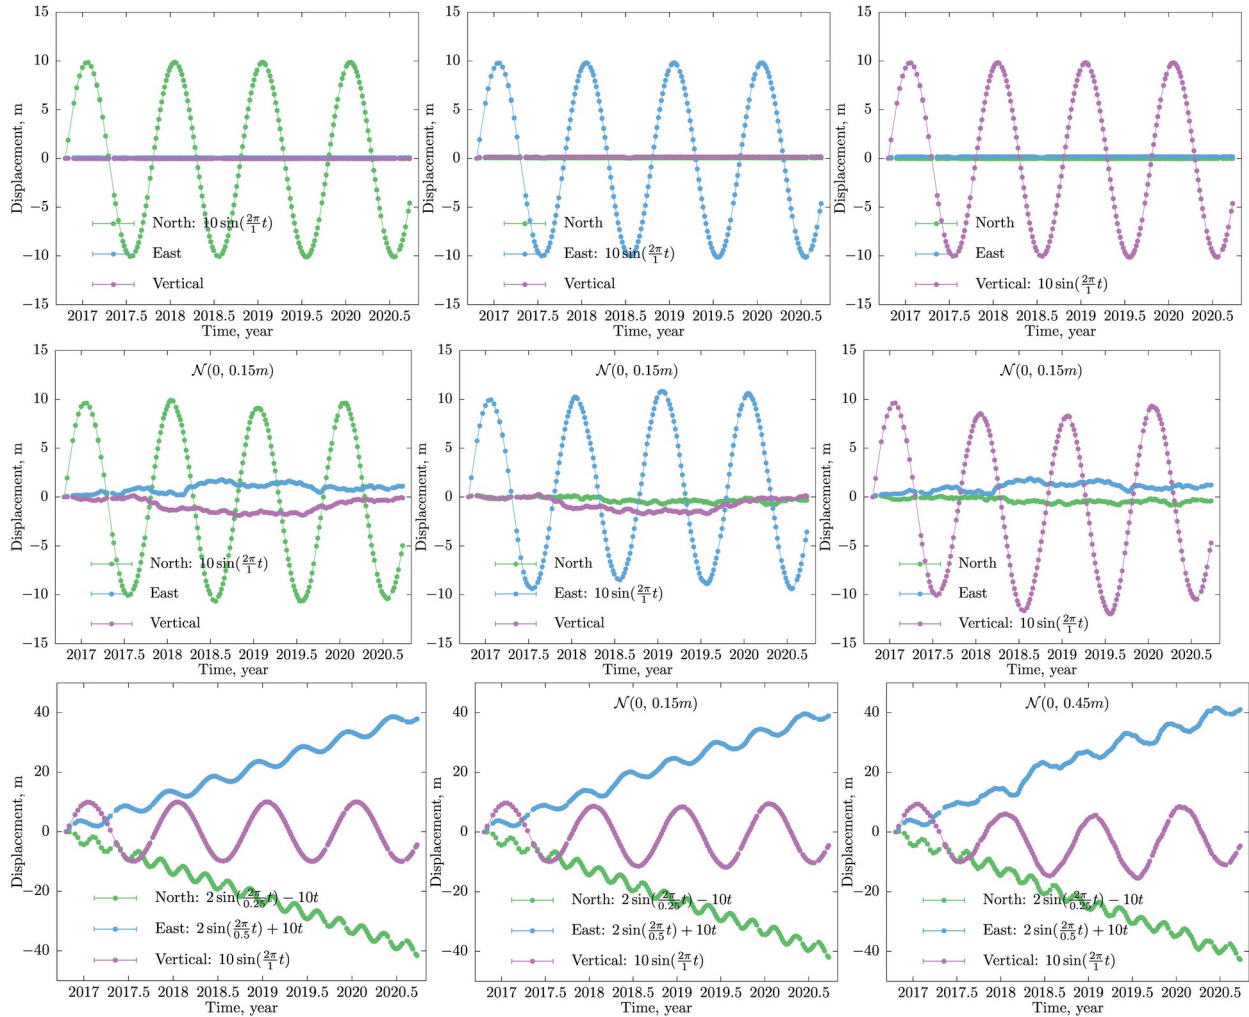 15
10
5
0
−5
−10
−15
Displacement, m
North: 10 sin(2π/1 t)
East
Vertical
2017 2017.5 2018 2018.5 2019 2019.5 2020 2020.5
Time, year
15
10
5
0
−5
−10
−15
Displacement, m
North
East: 10 sin(2π/1 t)
Vertical
2017 2017.5 2018 2018.5 2019 2019.5 2020 2020.5
Time, year
15
10
5
0
−5
−10
−15
Displacement, m
North
East
Vertical: 10 sin(2π/1 t)
2017 2017.5 2018 2018.5 2019 2019.5 2020 2020.5
Time, year
15
10
5
0
−5
−10
−15
Displacement, m
𝒩(0, 0.15m)
North: 10 sin(2π/1 t)
East
Vertical
2017 2017.5 2018 2018.5 2019 2019.5 2020 2020.5
Time, year
15
10
5
0
−5
−10
−15
Displacement, m
𝒩(0, 0.15m)
North
East: 10 sin(2π/1 t)
Vertical
2017 2017.5 2018 2018.5 2019 2019.5 2020 2020.5
Time, year
15
10
5
0
−5
−10
−15
Displacement, m
𝒩(0, 0.15m)
North
East
Vertical: 10 sin(2π/1 t)
2017 2017.5 2018 2018.5 2019 2019.5 2020 2020.5
Time, year
40
20
0
−20
−40
Displacement, m
North: 2 sin(2π/0.25 t) − 10t
East: 2 sin(2π/0.5 t) + 10t
Vertical: 10 sin(2π/1 t)
2017 2017.5 2018 2018.5 2019 2019.5 2020 2020.5
Time, year
40
20
0
−20
−40
Displacement, m
𝒩(0, 0.15m)
North: 2 sin(2π/0.25 t) − 10t
East: 2 sin(2π/0.5 t) + 10t
Vertical: 10 sin(2π/1 t)
2017 2017.5 2018 2018.5 2019 2019.5 2020 2020.5
Time, year
40
20
0
−20
−40
Displacement, m
𝒩(0, 0.45m)
North: 2 sin(2π/0.25 t) − 10t
East: 2 sin(2π/0.5 t) + 10t
Vertical: 10 sin(2π/1 t)
2017 2017.5 2018 2018.5 2019 2019.5 2020 2020.5
Time, year